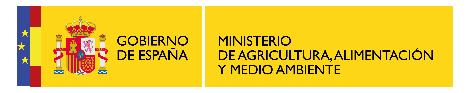 GOBIERNO
DE ESPAÑA
MINISTERIO
DE AGRICULTURA, ALIMENTACIÓN
Y MEDIO AMBIENTE